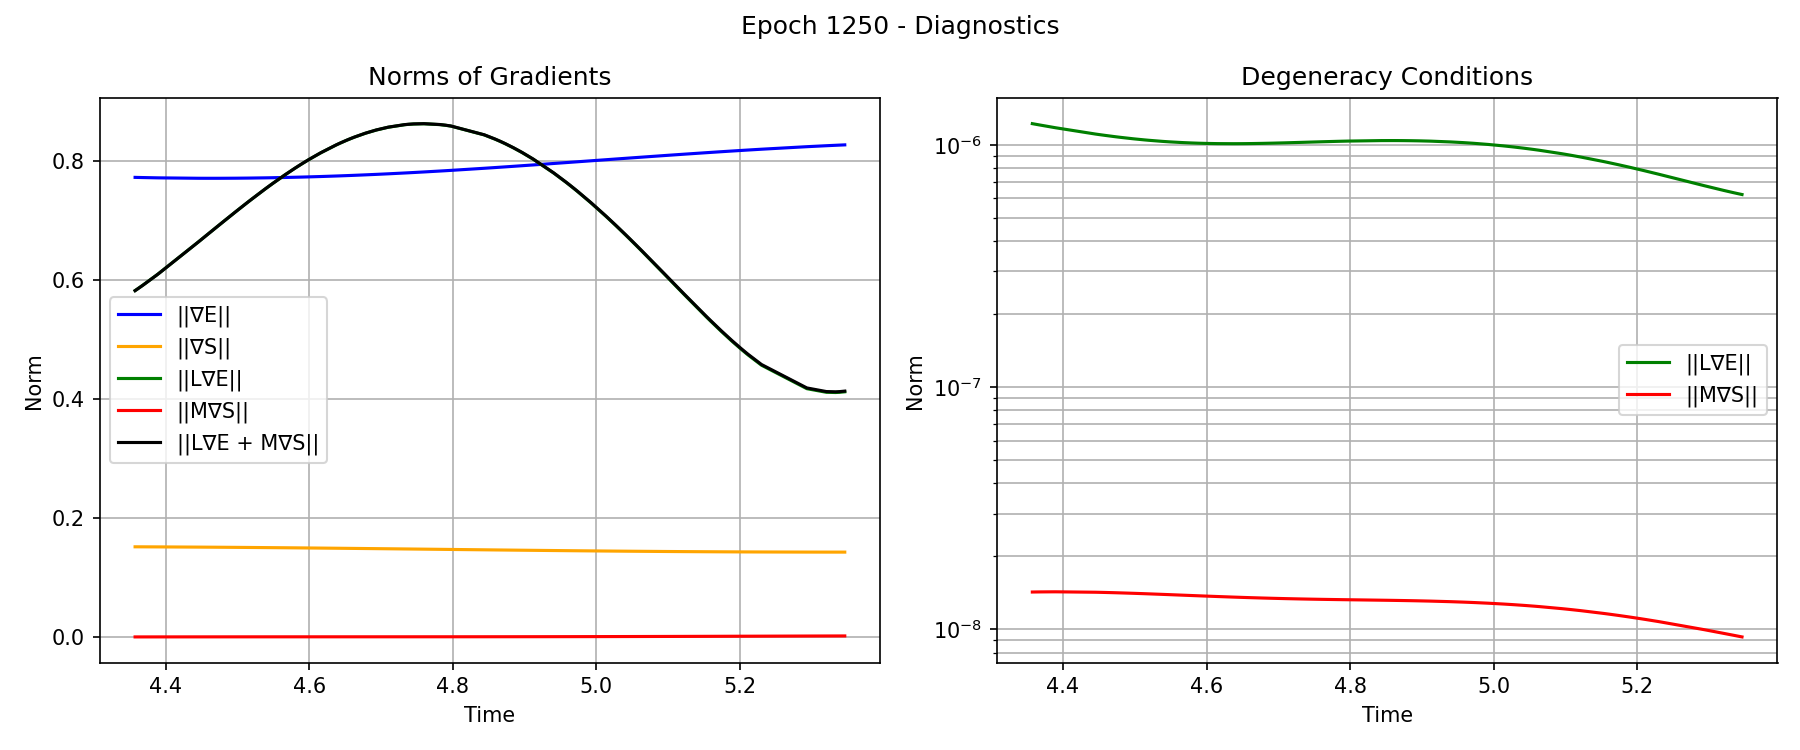 Epoch 1250 - Diagnostics
Norms of Gradients
Norm
0.8
0.6
0.4
0.2
0.0
||∇E||
||∇S||
||L∇E||
||M∇S||
||L∇E + M∇S||
4.4 4.6 4.8 5.0 5.2
Time
Degeneracy Conditions
Norm
10⁻⁶
10⁻⁷
10⁻⁸
||L∇E||
||M∇S||
4.4 4.6 4.8 5.0 5.2
Time